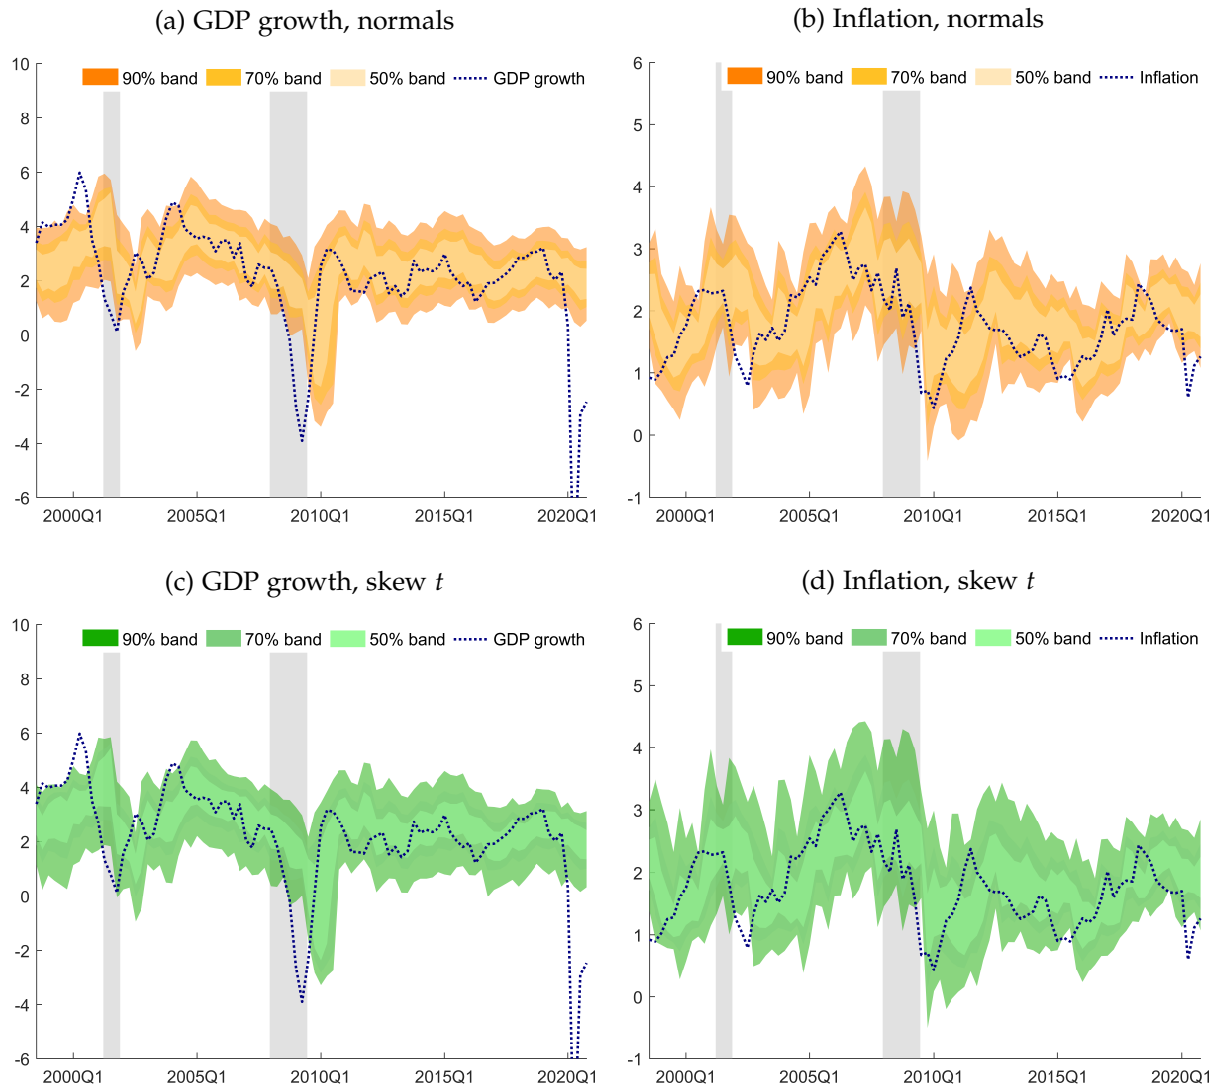 (a) GDP growth, normals
(b) Inflation, normals
90% band 70% band 50% band GDP growth
10
8
6
4
2
0
-2
-4
-6
2000Q1 2005Q1 2010Q1 2015Q1 2020Q1
90% band 70% band 50% band Inflation
6
5
4
3
2
1
0
-1
2000Q1 2005Q1 2010Q1 2015Q1 2020Q1
(c) GDP growth, skew t
(d) Inflation, skew t
90% band 70% band 50% band GDP growth
10
8
6
4
2
0
-2
-4
-6
2000Q1 2005Q1 2010Q1 2015Q1 2020Q1
90% band 70% band 50% band Inflation
6
5
4
3
2
1
0
-1
2000Q1 2005Q1 2010Q1 2015Q1 2020Q1